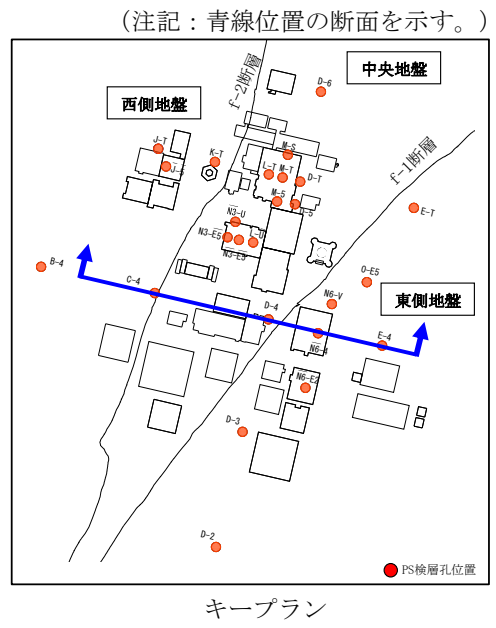 (注記：青線位置の断面を示す。)
中央地盤
西側地盤
東側地盤
f-2断層
f-1断層
D-6
J-T
J-5
K-T
M-S
L-T
M-T
D-T
M-5
D-5
E-T
N3-U
N3-E5
N3-E5
B-4
C-4
D-4
O-E5
N6-V
N6-4
E-4
N6-E2
D-3
D-2
PS検層孔位置
キープラン